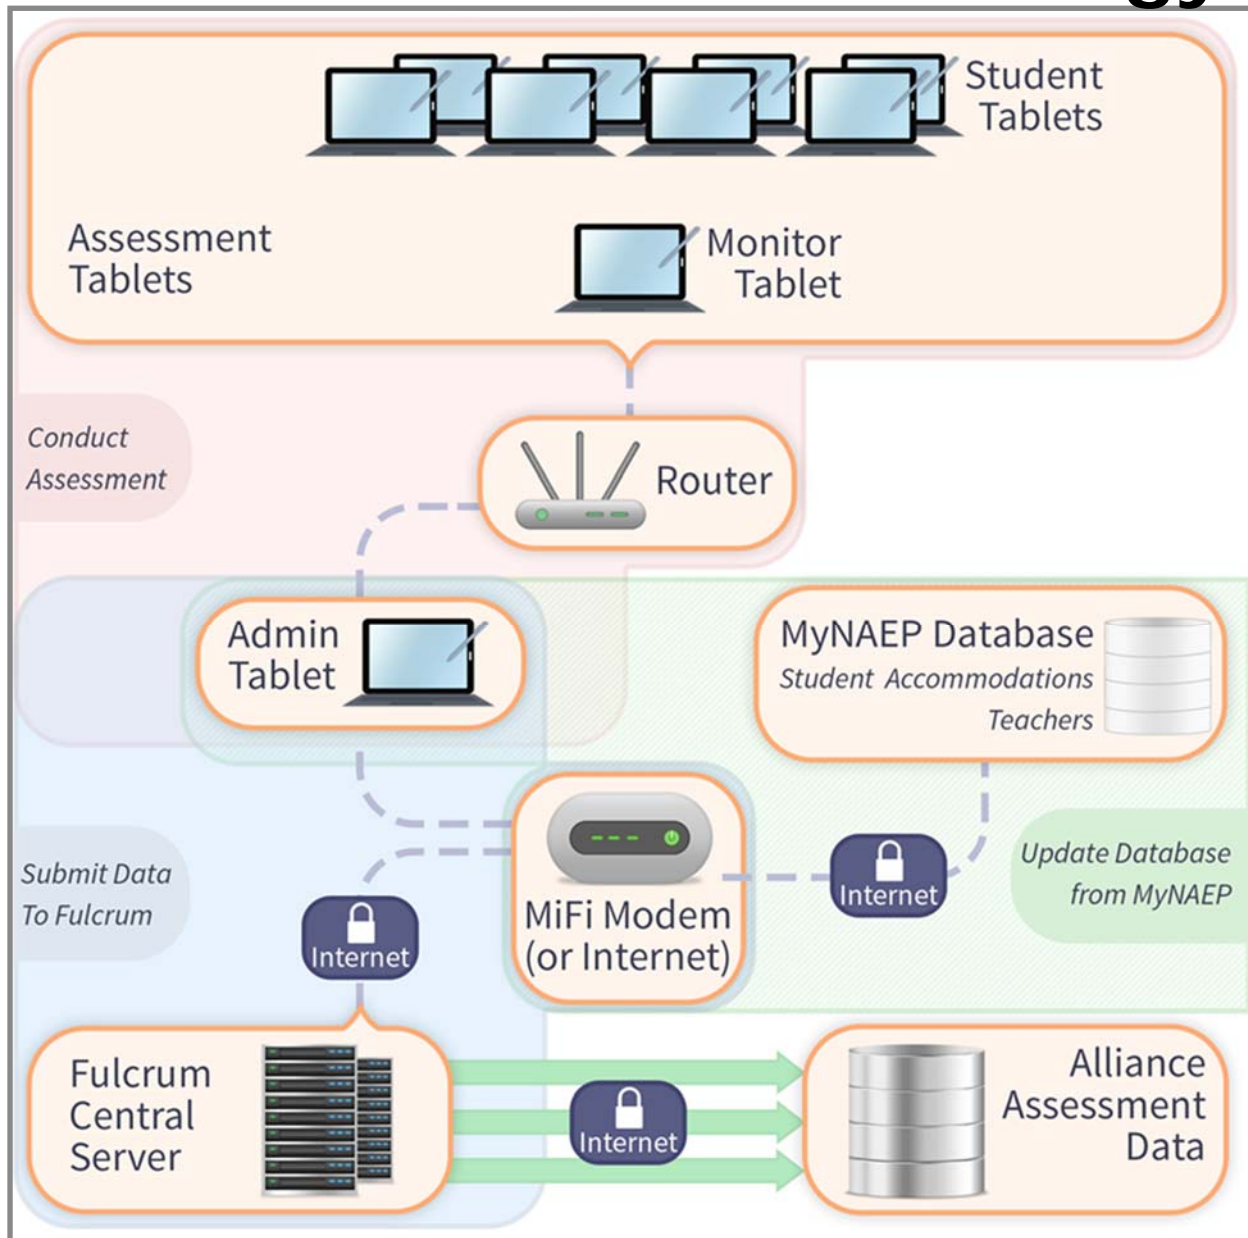 Student
Tablets
Assessment
Tablets
Monitor
Tablet
Conduct
Assessment
Router
Admin
Tablet
MyNAEP Database
Student Accommodations
Teachers
Submit Data
To Fulcrum
Internet
MiFi Modem
(or Internet)
Internet
Update Database
from MyNAEP
Fulcrum
Central
Server
Internet
Alliance
Assessment
Data